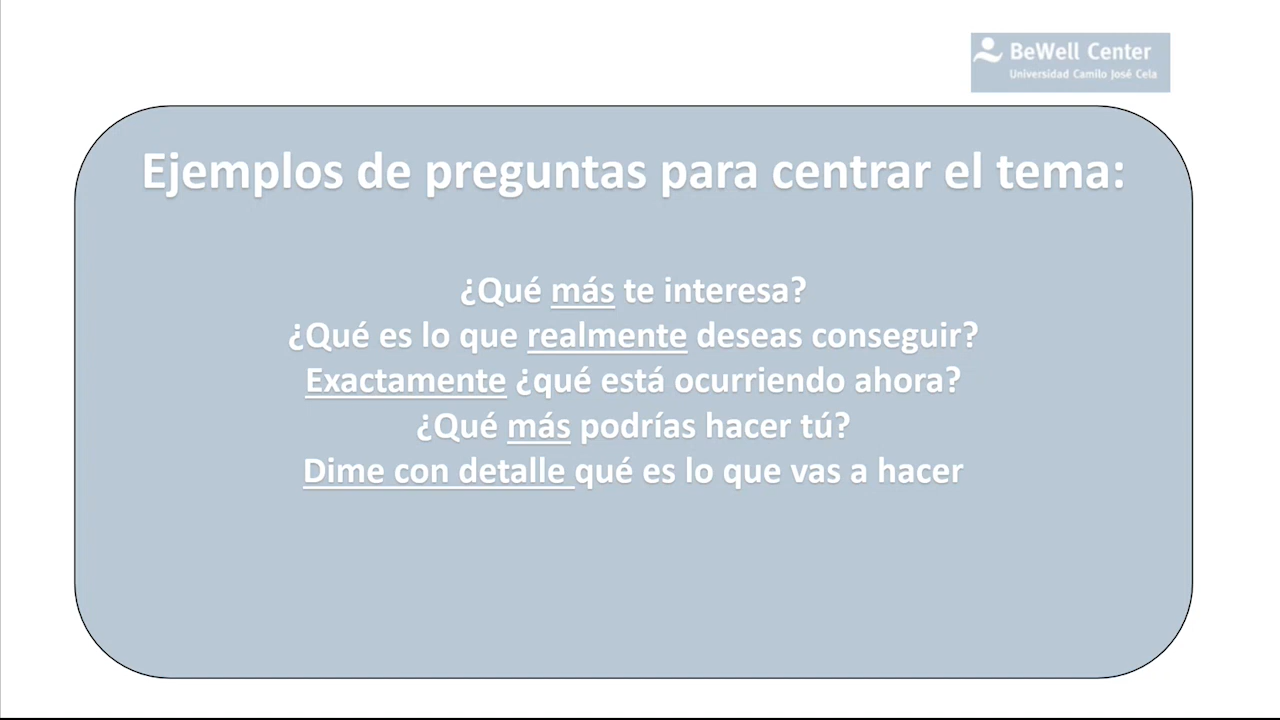 BeWell Center
Universidad Camilo José Cela
Ejemplos de preguntas para centrar el tema:
¿Qué más te interesa?
¿Qué es lo que realmente deseas conseguir?
Exactamente ¿qué está ocurriendo ahora?
¿Qué más podrías hacer tú?
Dime con detalle qué es lo que vas a hacer